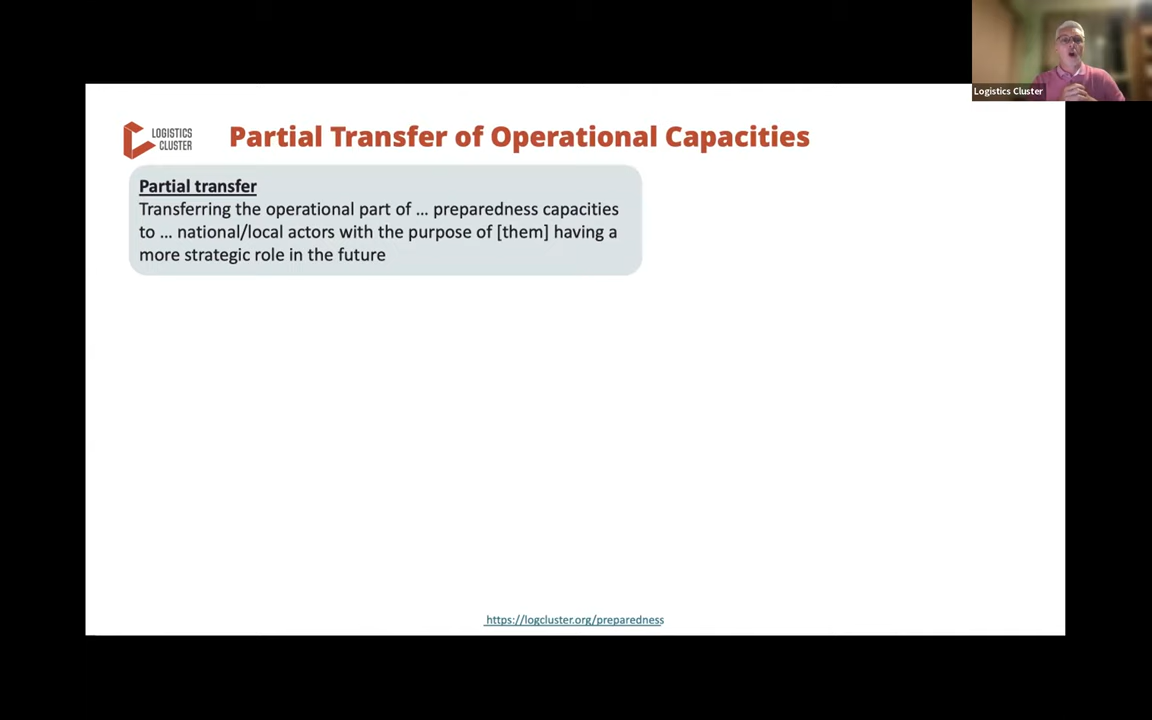 Logistics Cluster
LOGISTICS
CLUSTER
Partial Transfer of Operational Capacities
Partial transfer
Transferring the operational part of ... preparedness capacities
to ... national/local actors with the purpose of [them] having a
more strategic role in the future
https://logcluster.org/preparedness